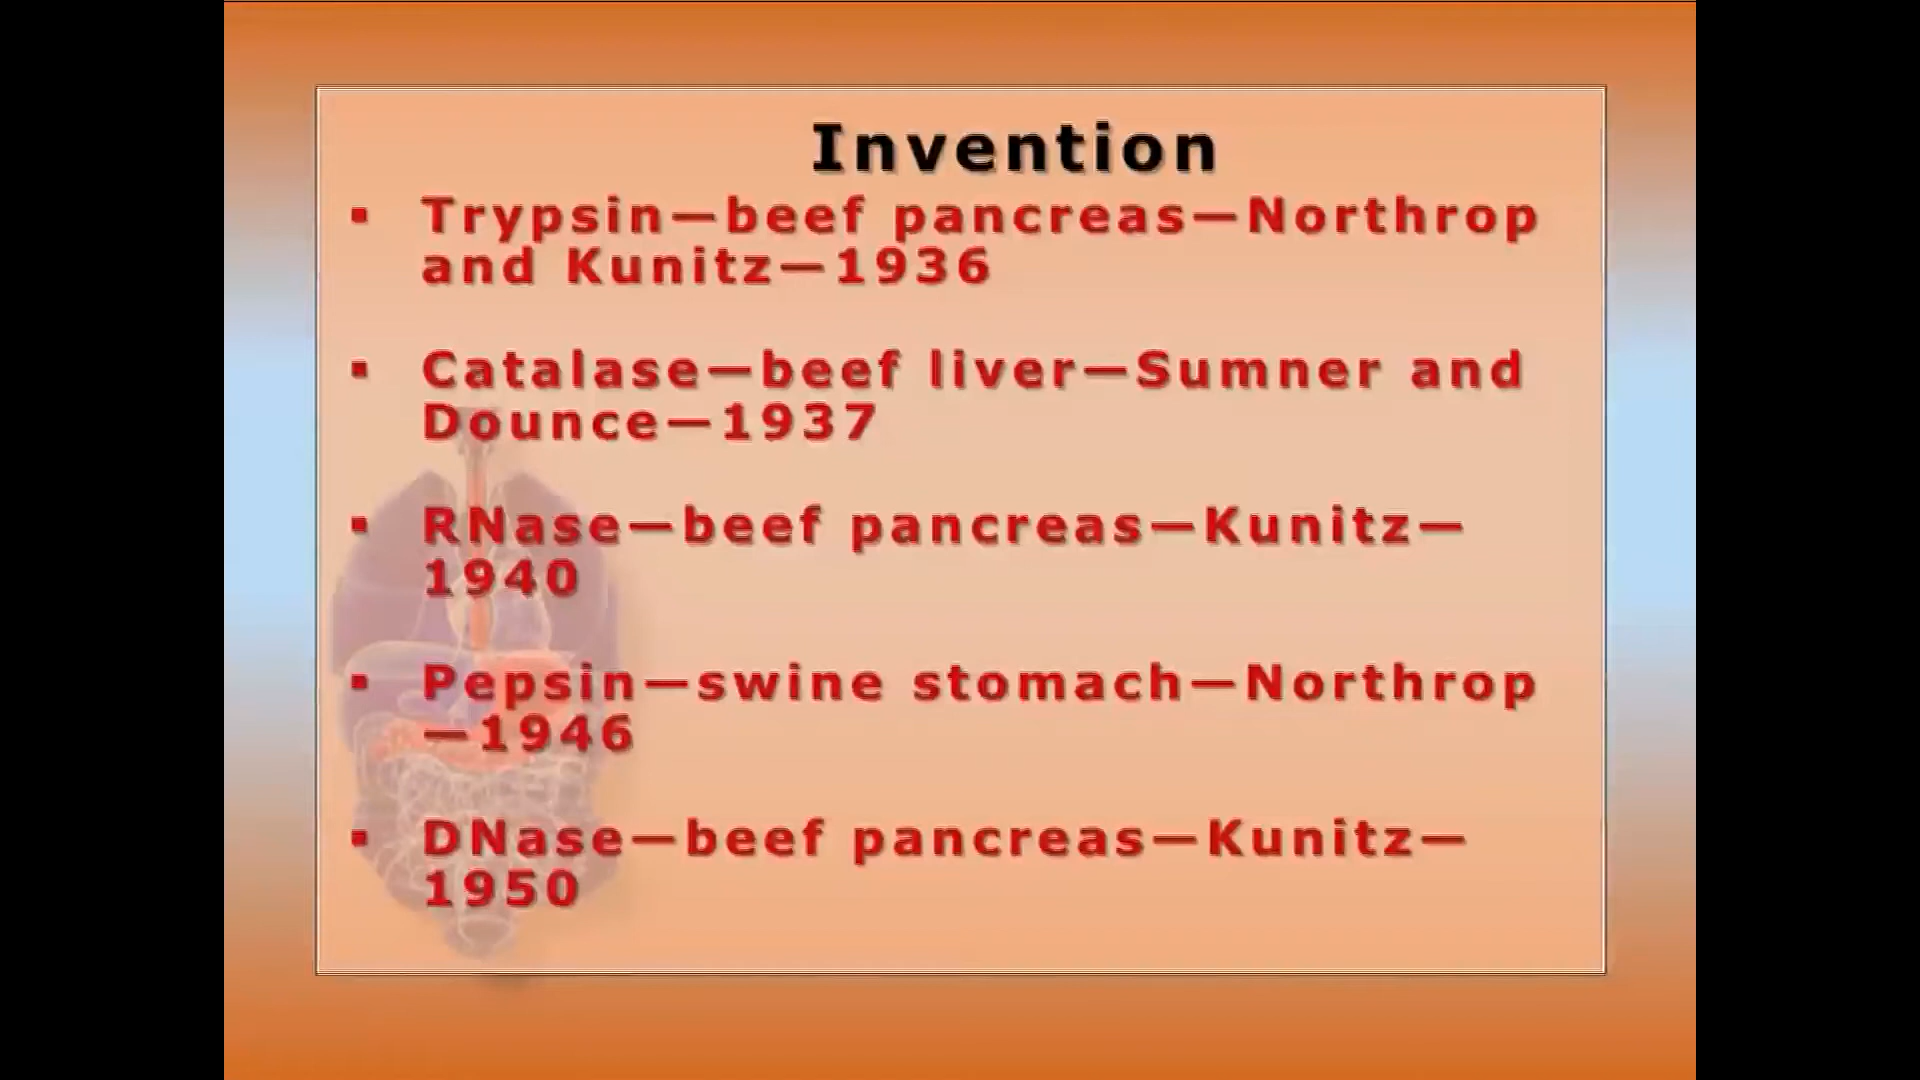 Invention
▪ Trypsin—beef pancreas—Northrop
and Kunitz—1936
▪ Catalase—beef liver—Sumner and
Dounce—1937
▪ RNase—beef pancreas—Kunitz—
1940
▪ Pepsin—swine stomach—Northrop
—1946
▪ DNase—beef pancreas—Kunitz—
1950